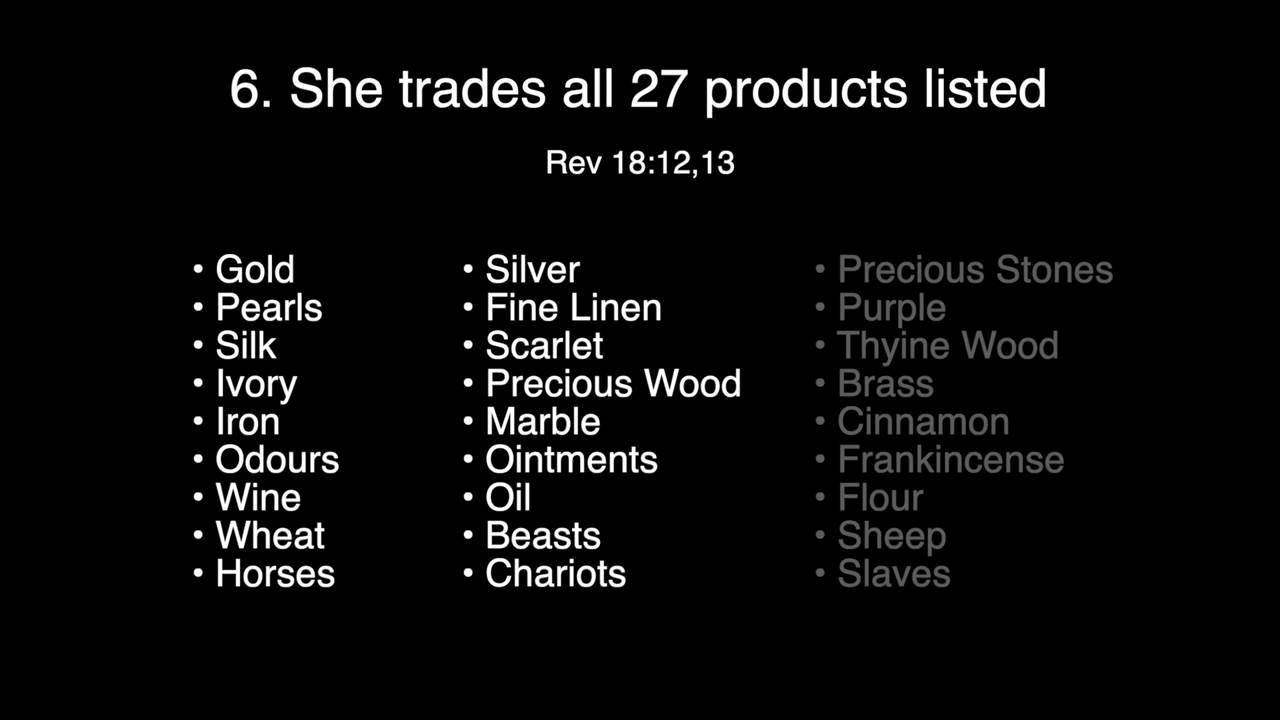 6. She trades all 27 products listed
Rev 18:12,13
• Gold
• Pearls
• Silk
• Ivory
• Iron
• Odours
• Wine
• Wheat
• Horses
• Silver
• Fine Linen
• Scarlet
• Precious Wood
• Marble
• Ointments
• Oil
• Beasts
• Chariots
• Precious Stones
• Purple
• Thyine Wood
• Brass
• Cinnamon
• Frankincense
• Flour
• Sheep
• Slaves